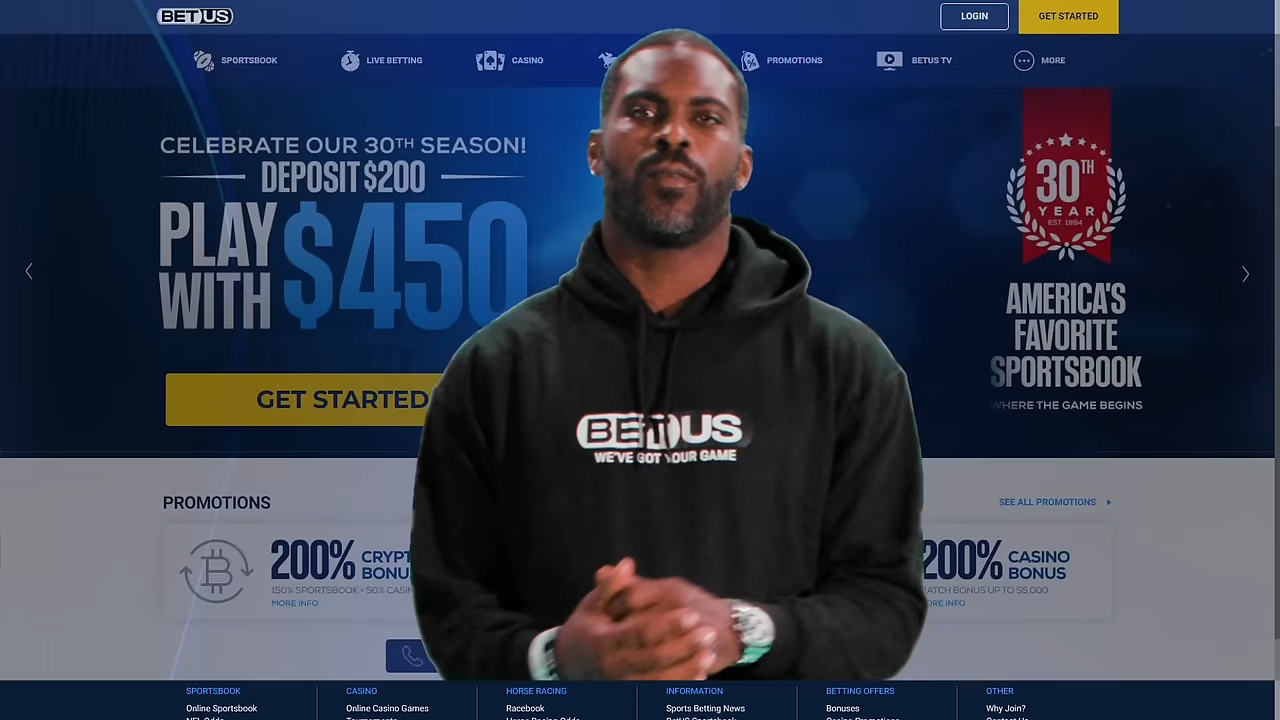 BETUS
LOGIN
GET STARTED
SPORTSBOOK
LIVE BETTING
CASINO
PROMOTIONS
BETUS TV
MORE
CELEBRATE OUR 30TH SEASON!
DEPOSIT $200
PLAY
WITH
$450
GET STARTED
30TH
YEAR
EST. 1994
AMERICA'S
FAVORITE
SPORTSBOOK
WHERE THE GAME BEGINS
BETUS
WE'VE GOT YOUR GAME
PROMOTIONS
SEE ALL PROMOTIONS
200%
BONU
150% SPORTSBOOK + 50% CASIN
MORE INFO
200% CASINO
BONUS
MATCH BONUS UP TO $5,000
MORE INFO
SPORTSBOOK
Online Sportsbook
CASINO
Online Casino Games
HORSE RACING
Racebook
INFORMATION
Sports Betting News
BETTING OFFERS
Bonuses
OTHER
Why Join?